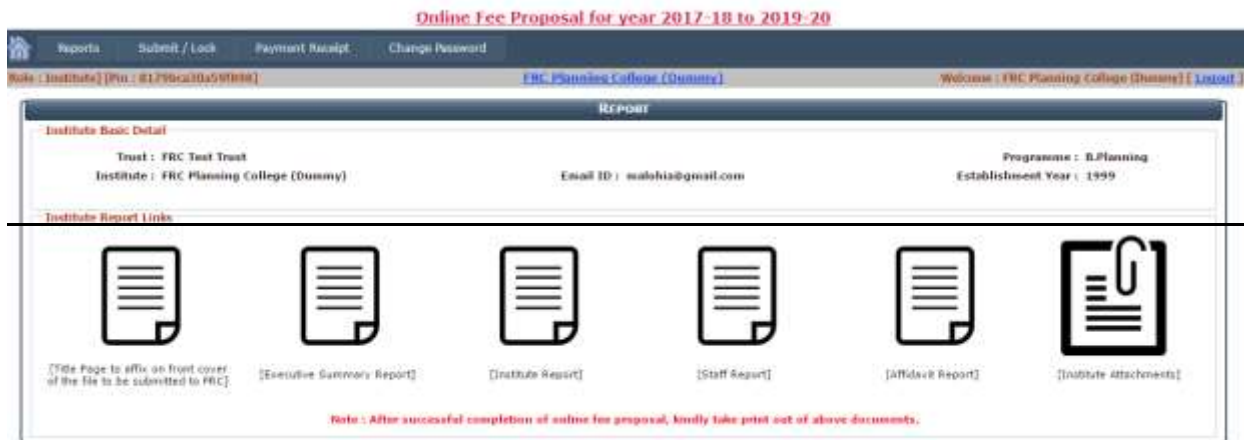 Online Fee Proposal for year 2017-18 to 2019-20
Reports Submit / Lock Payment Receipt Change Password
Role : Institute] [Pin : FRC Planning College (Dummy) Welcome : FRC Planning College (Dummy) [ Logout ]
REPORT
Institute Basic Detail
Trust : FRC Test Trust Programme : B.Planning
Institute : FRC Planning College (Dummy) Email ID : malohia@gmail.com Establishment Year : 1999
Institute Report Links
[Title Page to affix on front cover
of the file to be submitted to FRC] [Executive Summary Report] [Institute Report] [Staff Report] [Affidavit Report] [Institute Attachments]
Note : After successful completion of online fee proposal, kindly take print out of above documents.